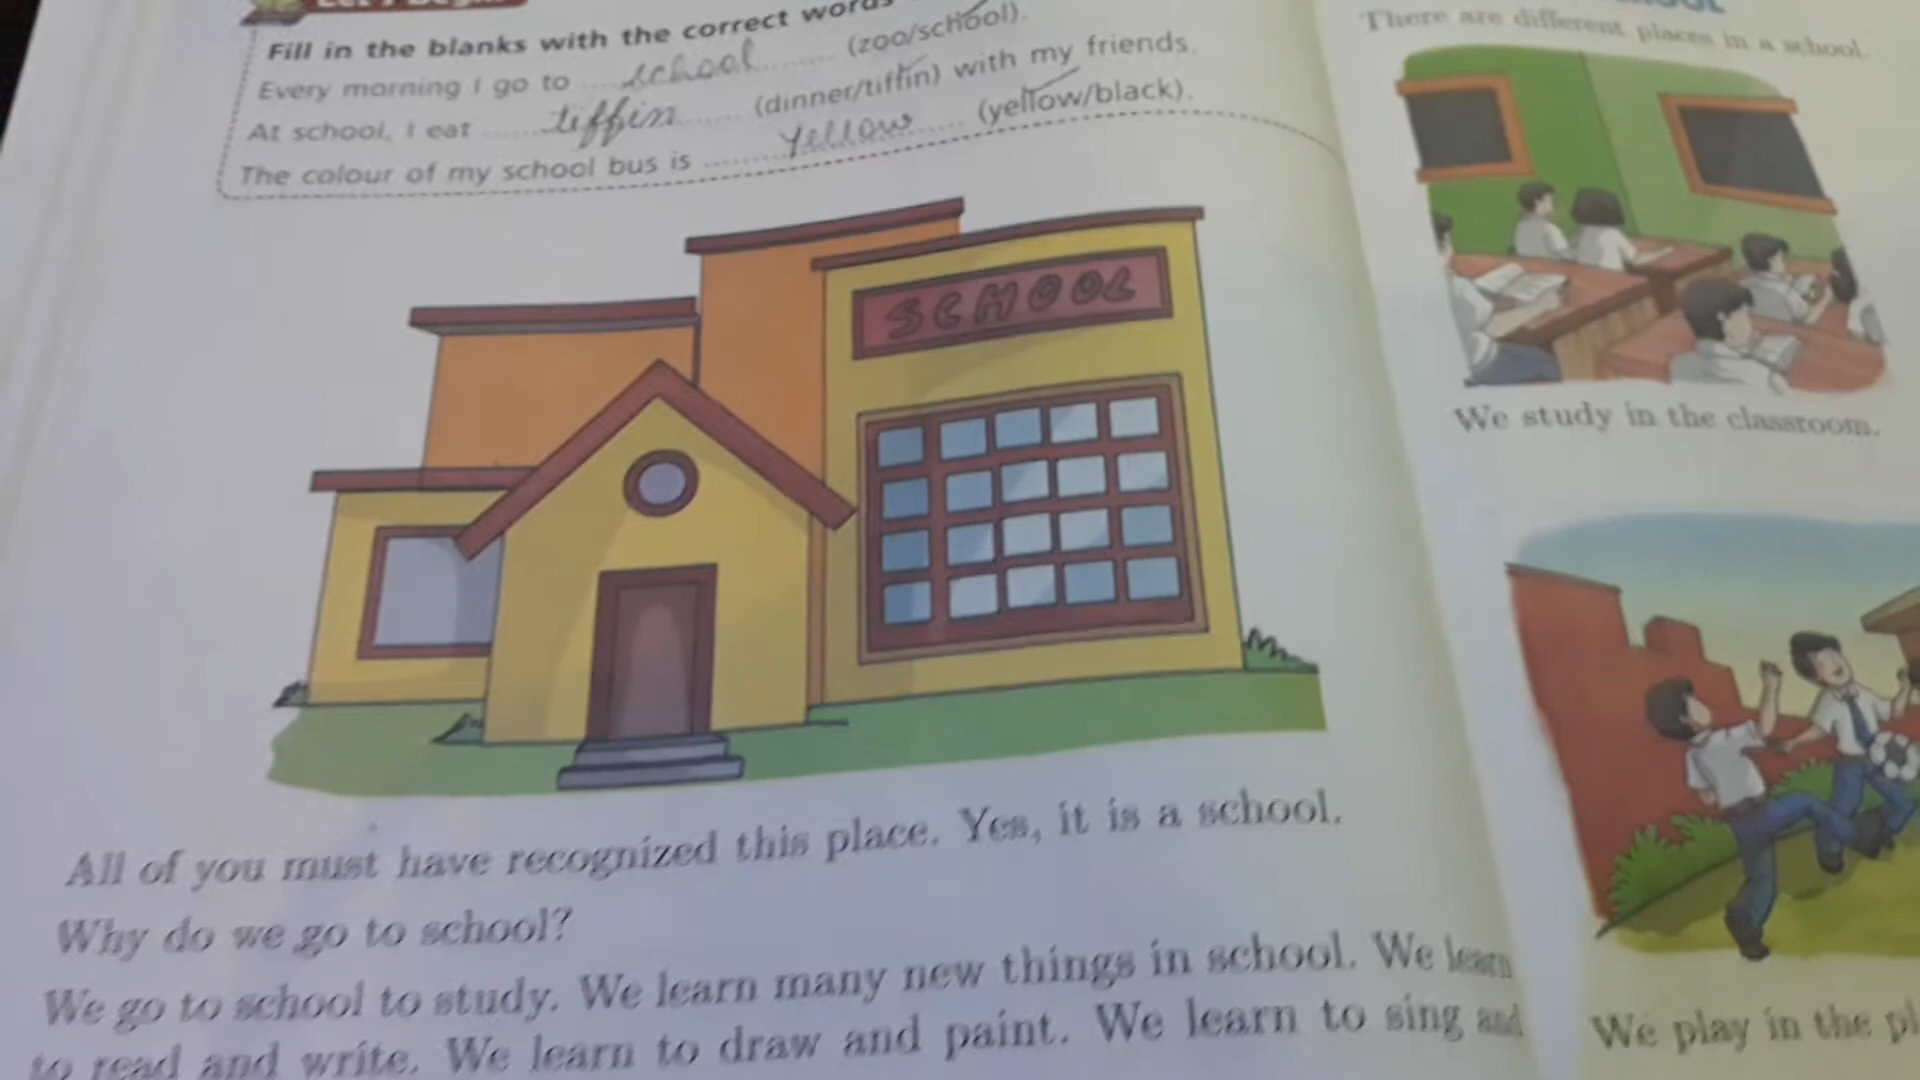 Let's Begin
Fill in the blanks with the correct words
Every morning I go to school (zoo/school).
At school, I eat tiffin (dinner/tiffin) with my friends.
The colour of my school bus is yellow (yellow/black).
SCHOOL
All of you must have recognized this place. Yes, it is a school.
Why do we go to school?
We go to school to study. We learn many new things in school. We learn
to read and write. We learn to draw and paint. We learn to sing and
There are different places in a school.
We study in the classroom.
We play in the pl